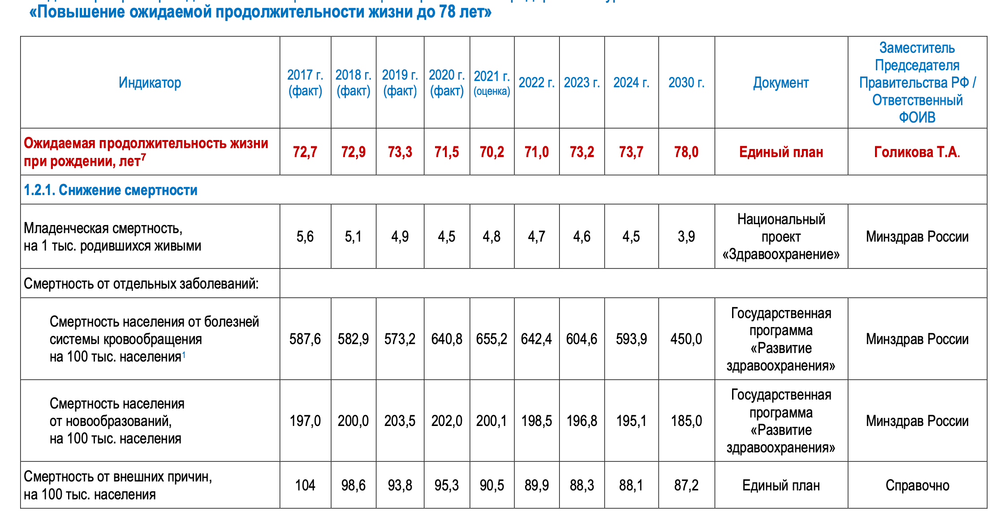 «Повышение ожидаемой продолжительности жизни до 78 лет»
Индикатор
2017 г.
(факт)
2018 г.
(факт)
2019 г.
(факт)
2020 г.
(факт)
2021 г.
(оценка)
2022 г.
2023 г.
2024 г.
2030 г.
Документ
Заместитель
Председателя
Правительства РФ /
Ответственный
ФОИВ
Ожидаемая продолжительность жизни
при рождении, лет⁷
72,7
72,9
73,3
71,5
70,2
71,0
73,2
73,7
78,0
Единый план
Голикова Т.А.
1.2.1. Снижение смертности
Младенческая смертность,
на 1 тыс. родившихся живыми
5,6
5,1
4,9
4,5
4,8
4,7
4,6
4,5
3,9
Национальный
проект
«Здравоохранение»
Минздрав России
Смертность от отдельных заболеваний:
Смертность населения от болезней
системы кровообращения
на 100 тыс. населения¹
587,6
582,9
573,2
640,8
655,2
642,4
604,6
593,9
450,0
Государственная
программа
«Развитие
здравоохранения»
Минздрав России
Смертность населения
от новообразований,
на 100 тыс. населения
197,0
200,0
203,5
202,0
200,1
198,5
196,8
195,1
185,0
Государственная
программа
«Развитие
здравоохранения»
Минздрав России
Смертность от внешних причин,
на 100 тыс. населения
104
98,6
93,8
95,3
90,5
89,9
88,3
88,1
87,2
Единый план
Справочно